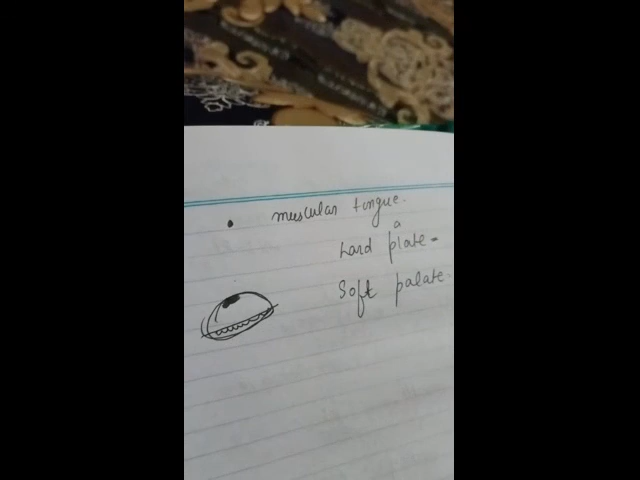 muscular tongue.
a
hard plate -
soft palate.